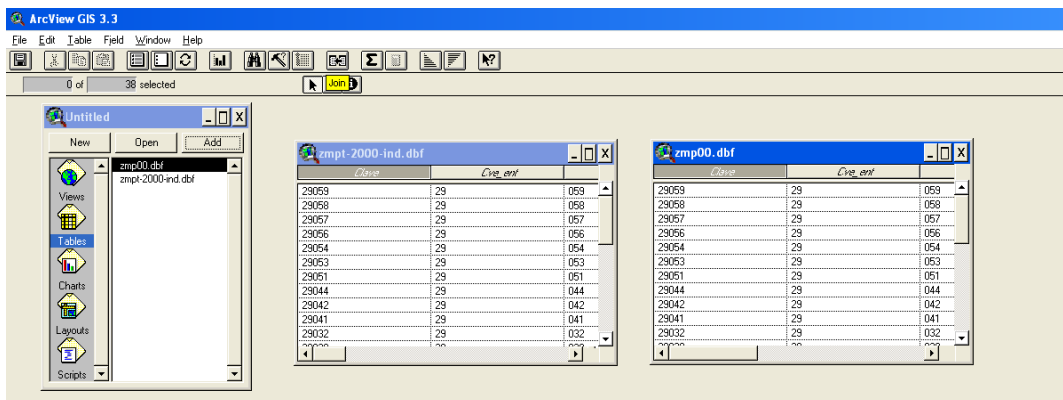 ArcView GIS 3.3
File Edit Table Field Window Help
0 of 38 selected
Join
Untitled
New Open Add
zmp00.dbf
zmpt-2000-ind.dbf
Views
Tables
Charts
Layouts
Scripts
zmpt-2000-ind.dbf
Clave Cve_ent
29059 29 059
29058 29 058
29057 29 057
29056 29 056
29054 29 054
29053 29 053
29051 29 051
29044 29 044
29042 29 042
29041 29 041
29032 29 032
zmp00.dbf
Clave Cve_ent
29059 29 059
29058 29 058
29057 29 057
29056 29 056
29054 29 054
29053 29 053
29051 29 051
29044 29 044
29042 29 042
29041 29 041
29032 29 032